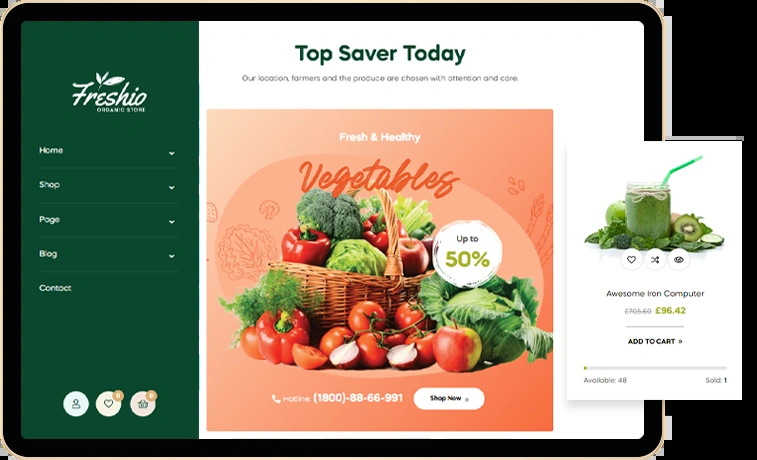 Freshio
ORGANIC STORE
Home
Shop
Page
Blog
Contact
0
0
Top Saver Today
Our location, farmers and the produce are chosen with attention and care.
Fresh & Healthy
Vegetables
Up to
50%
Hotline: (1800)-88-66-991
Shop Now »
Awesome Iron Computer
£705.60 £96.42
ADD TO CART »
Available: 48
Sold: 1